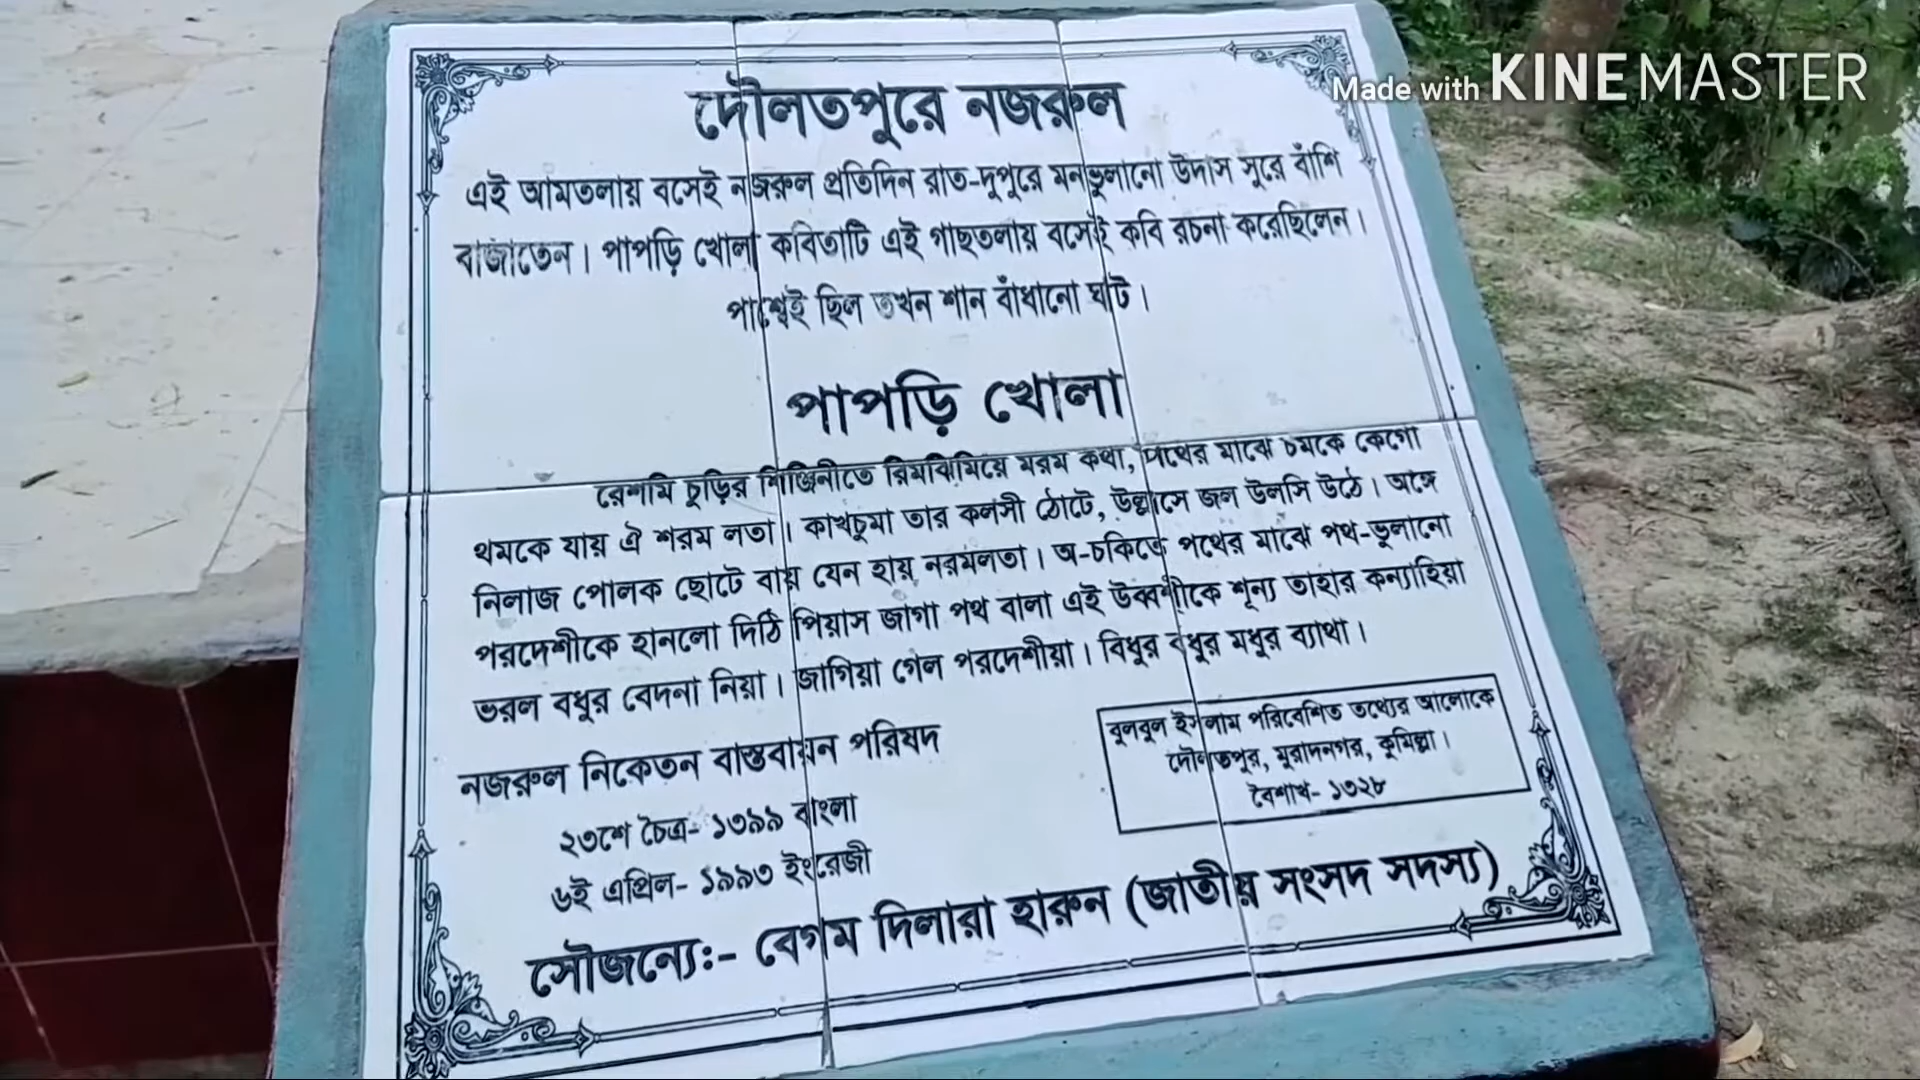 Made with KINEMASTER
দৌলতপুরে নজরুল
এই আমতলায় বসেই নজরুল প্রতিদিন রাত-দুপুরে মনভুলানো উদাস সুরে বাঁশি
বাজাতেন। পাপড়ি খোলা কবিতাটি এই গাছতলায় বসেই কবি রচনা করেছিলেন।
পাশ্বেই ছিল তখন শান বাঁধানো ঘাট।
পাপড়ি খোলা
রেশমি চুড়ির শিঞ্জিনীতে রিমঝিমিয়ে মরম কথা, পথের মাঝে চমকে কেগো
থমকে যায় ঐ শরম লতা। কাখচুমা তার কলসী ঠোটে, উল্লাসে জল উলসি উঠে। অঙ্গে
নিলাজ পোলক ছোটে বায় যেন হায় নরমলতা। অ-চকিতে পথের মাঝে পথ-ভুলানো
পরদেশীকে হানলো দিঠি পিয়াস জাগা পথ বালা এই উর্ব্বশীকে শূন্য তাহার কন্যাহিয়া
ভরল বধুর বেদনা নিয়া। জাগিয়া গেল পরদেশীয়া। বিধুর বধুর মধুর ব্যাথা।
নজরুল নিকেতন বাস্তবায়ন পরিষদ
২৩শে চৈত্র- ১৩৯৯ বাংলা
৬ই এপ্রিল- ১৯৯৩ ইংরেজী
বুলবুল ইসলাম পরিবেশিত তথ্যের আলোকে
দৌলতপুর, মুরাদনগর, কুমিল্লা।
বৈশাখ- ১৩২৮
সৌজন্যেঃ- বেগম দিলারা হারুন (জাতীয় সংসদ সদস্য)